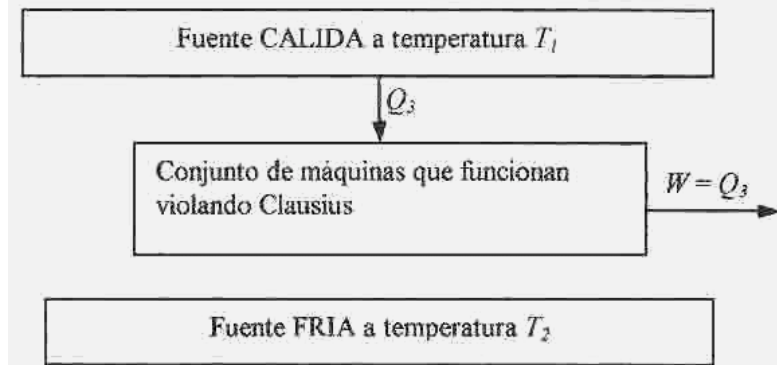 Fuente CALIDA a temperatura T₁
Q₃
Conjunto de máquinas que funcionan
violando Clausius
W = Q₃
Fuente FRIA a temperatura T₂